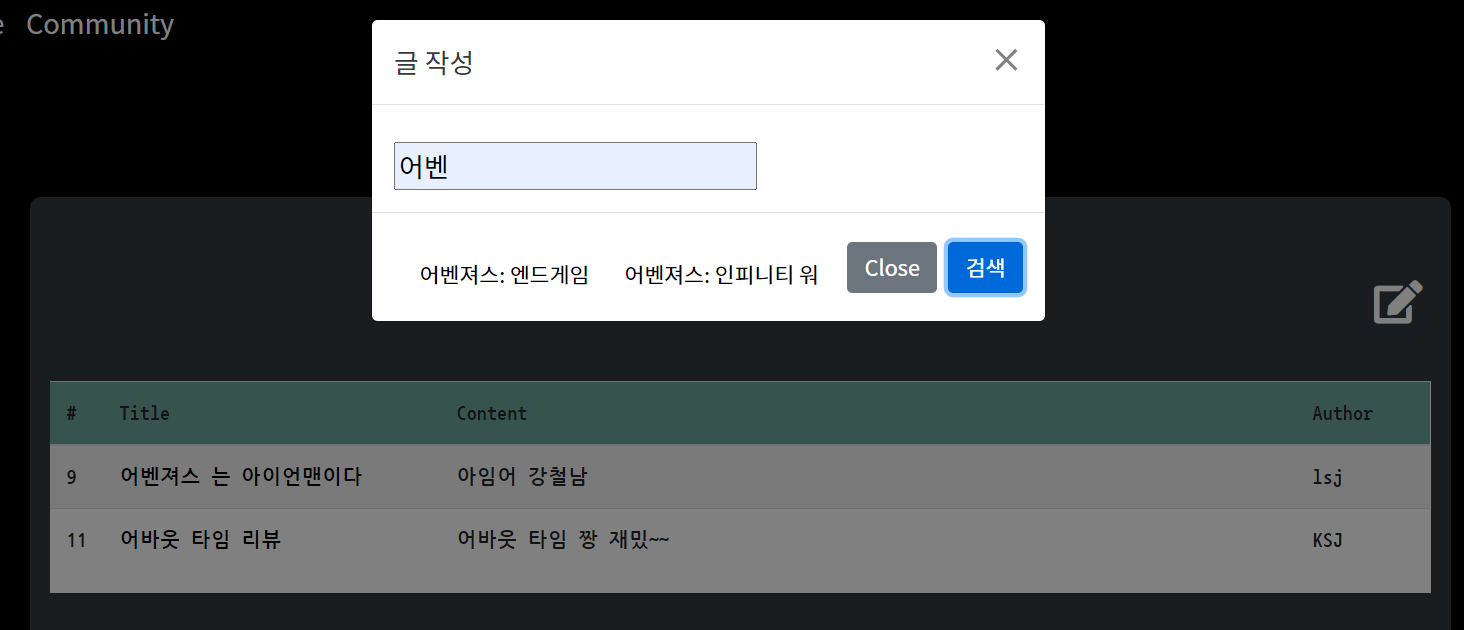 Community
글 작성
어벤
어벤져스: 엔드게임 어벤져스: 인피니티 워 Close 검색
# Title Content Author
9 어벤져스 는 아이언맨이다 아임어 강철남 lsj
11 어바웃 타임 리뷰 어바웃 타임 짱 재밌~~ KSJ